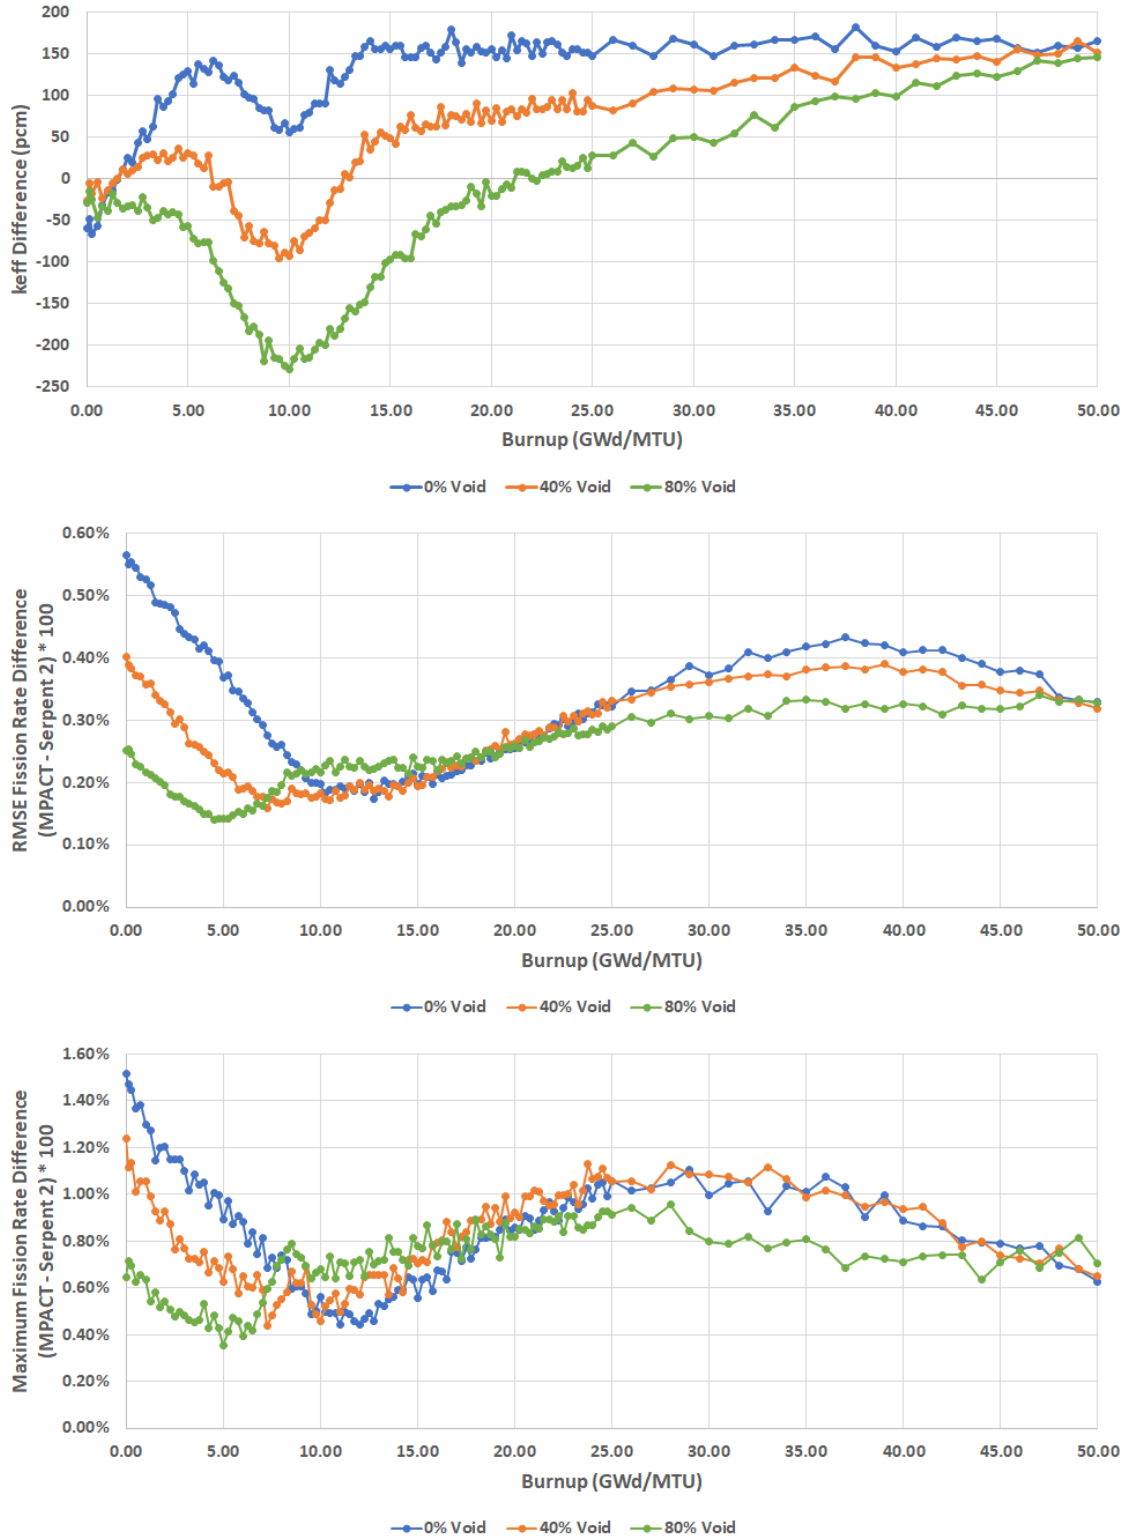 200
150
100
50
0
-50
-100
-150
-200
-250
keff Difference (pcm)
0.00 5.00 10.00 15.00 20.00 25.00 30.00 35.00 40.00 45.00 50.00
Burnup (GWd/MTU)
0% Void 40% Void 80% Void
0.60%
0.50%
0.40%
0.30%
0.20%
0.10%
0.00%
RMSE Fission Rate Difference
(MPACT - Serpent 2) * 100
0.00 5.00 10.00 15.00 20.00 25.00 30.00 35.00 40.00 45.00 50.00
Burnup (GWd/MTU)
0% Void 40% Void 80% Void
1.60%
1.40%
1.20%
1.00%
0.80%
0.60%
0.40%
0.20%
0.00%
Maximum Fission Rate Difference
(MPACT - Serpent 2) * 100
0.00 5.00 10.00 15.00 20.00 25.00 30.00 35.00 40.00 45.00 50.00
Burnup (GWd/MTU)
0% Void 40% Void 80% Void